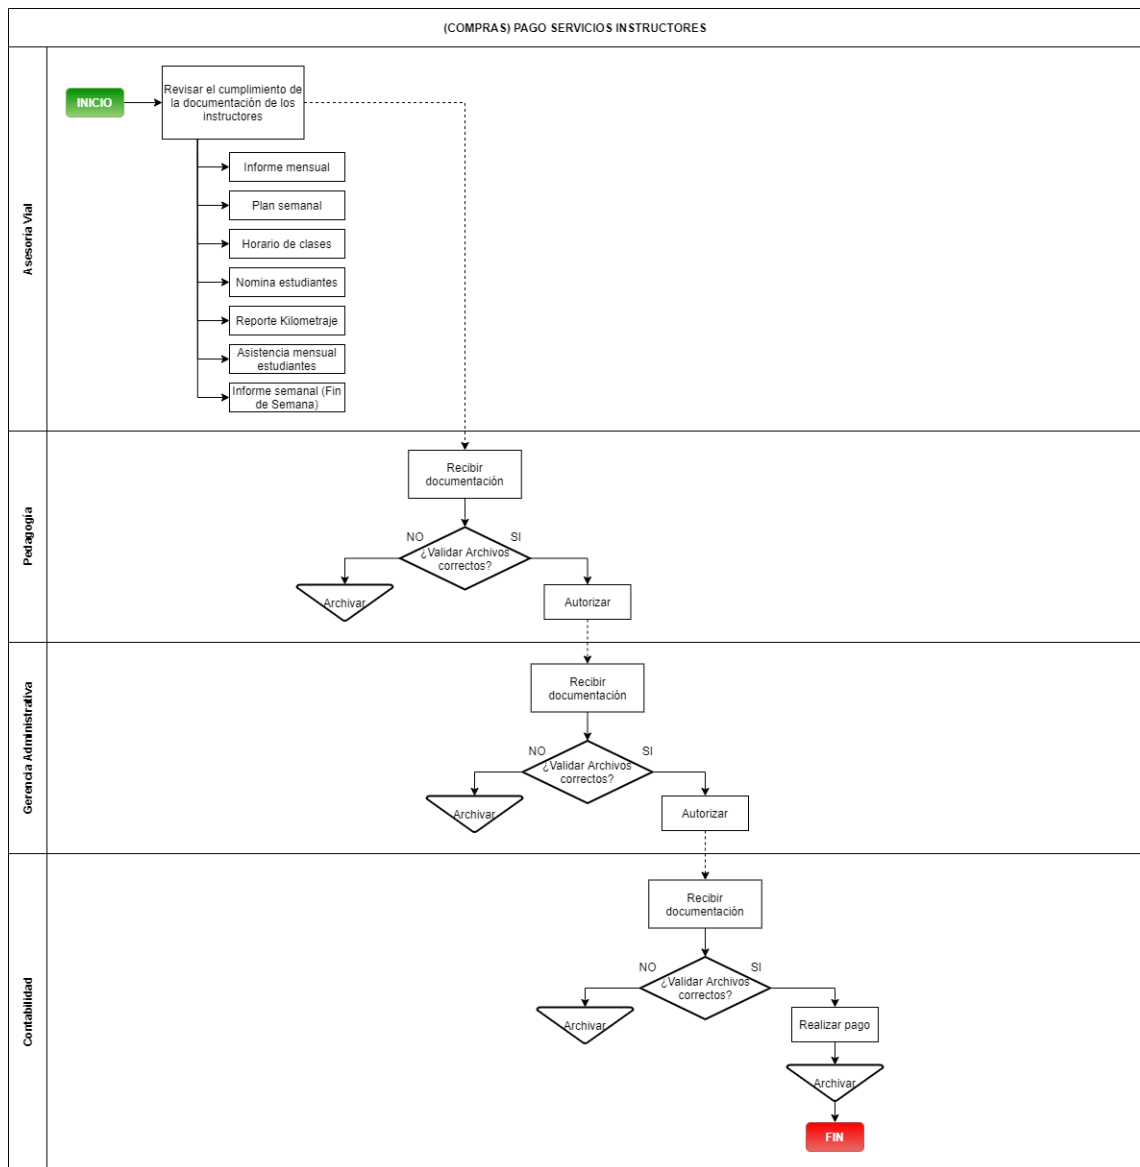 (COMPRAS) PAGO SERVICIOS INSTRUCTORES
Asesoría Vial
INICIO
Revisar el cumplimiento de
la documentación de los
instructores
Informe mensual
Plan semanal
Horario de clases
Nomina estudiantes
Reporte Kilometraje
Asistencia mensual
estudiantes
Informe semanal (Fin
de Semana)
Pedagogía
Recibir
documentación
NO
SI
¿Validar Archivos
correctos?
Archivar
Autorizar
Gerencia Administrativa
Recibir
documentación
NO
SI
¿Validar Archivos
correctos?
Archivar
Autorizar
Contabilidad
Recibir
documentación
NO
SI
¿Validar Archivos
correctos?
Archivar
Realizar pago
Archivar
FIN